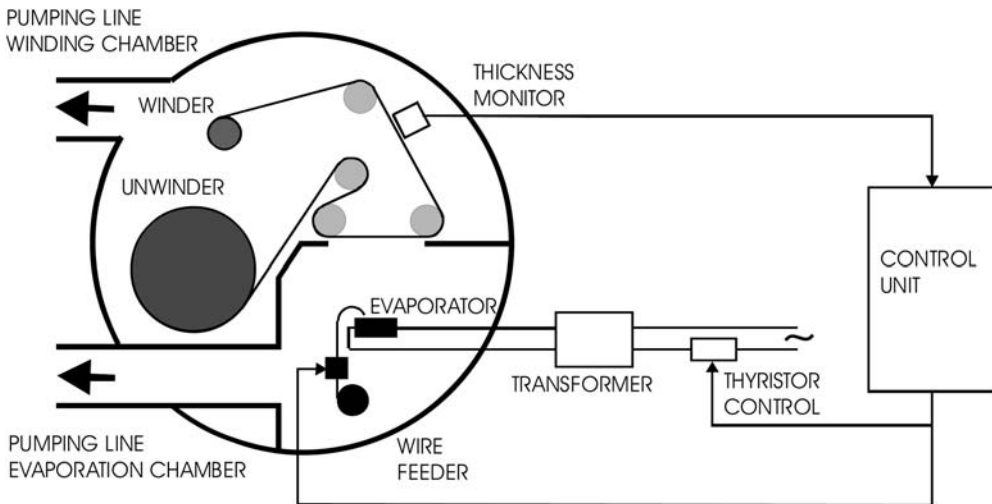 PUMPING LINE
WINDING CHAMBER
WINDER
THICKNESS
MONITOR
UNWINDER
CONTROL
UNIT
EVAPORATOR
TRANSFORMER
~
THYRISTOR
CONTROL
WIRE
FEEDER
PUMPING LINE
EVAPORATION CHAMBER